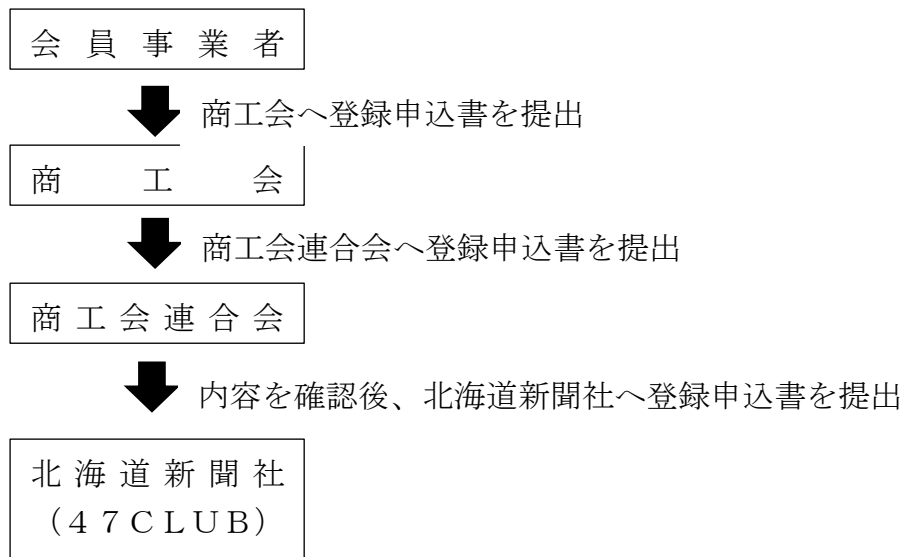 会員事業者
商工会へ登録申込書を提出
商工会
商工会連合会へ登録申込書を提出
商工会連合会
内容を確認後、北海道新聞社へ登録申込書を提出
北海道新聞社
(47CLUB)